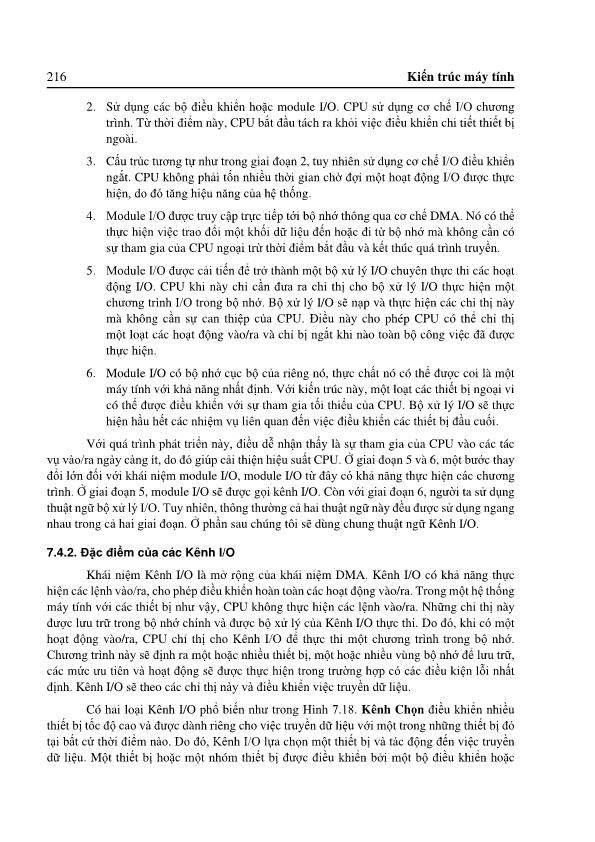 216 Kiến trúc máy tính
2. Sử dụng các bộ điều khiển hoặc module I/O. CPU sử dụng cơ chế I/O chương
trình. Từ thời điểm này, CPU bắt đầu tách ra khỏi việc điều khiển chi tiết thiết bị
ngoài.
3. Cấu trúc tương tự như trong giai đoạn 2, tuy nhiên sử dụng cơ chế I/O điều khiển
ngắt. CPU không phải tốn nhiều thời gian chờ đợi một hoạt động I/O được thực
hiện, do đó tăng hiệu năng của hệ thống.
4. Module I/O được truy cập trực tiếp tới bộ nhớ thông qua cơ chế DMA. Nó có thể
thực hiện việc trao đổi một khối dữ liệu đến hoặc đi từ bộ nhớ mà không cần có
sự tham gia của CPU ngoại trừ thời điểm bắt đầu và kết thúc quá trình truyền.
5. Module I/O được cải tiến để trở thành một bộ xử lý I/O chuyên thực thi các hoạt
động I/O. CPU khi này chỉ cần đưa ra chỉ thị cho bộ xử lý I/O thực hiện một
chương trình I/O trong bộ nhớ. Bộ xử lý I/O sẽ nạp và thực hiện các chỉ thị này
mà không cần sự can thiệp của CPU. Điều này cho phép CPU có thể chỉ thị
một loạt các hoạt động vào/ra và chỉ bị ngắt khi nào toàn bộ công việc đã được
thực hiện.
6. Module I/O có bộ nhớ cục bộ của riêng nó, thực chất nó có thể được coi là một
máy tính với khả năng nhất định. Với kiến trúc này, một loạt các thiết bị ngoại vi
có thể được điều khiển với sự tham gia tối thiểu của CPU. Bộ xử lý I/O sẽ thực
hiện hầu hết các nhiệm vụ liên quan đến việc điều khiển các thiết bị đầu cuối.
Với quá trình phát triển này, điều dễ nhận thấy là sự tham gia của CPU vào các tác
vụ vào/ra ngày càng ít, do đó giúp cải thiện hiệu suất CPU. Ở giai đoạn 5 và 6, một bước thay
đổi lớn đối với khái niệm module I/O, module I/O từ đây có khả năng thực hiện các chương
trình. Ở giai đoạn 5, module I/O sẽ được gọi kênh I/O. Còn với giai đoạn 6, người ta sử dụng
thuật ngữ bộ xử lý I/O. Tuy nhiên, thông thường cả hai thuật ngữ này đều được sử dụng ngang
nhau trong cả hai giai đoạn. Ở phần sau chúng tôi sẽ dùng chung thuật ngữ Kênh I/O.
7.4.2. Đặc điểm của các Kênh I/O
Khái niệm Kênh I/O là mở rộng của khái niệm DMA. Kênh I/O có khả năng thực
hiện các lệnh vào/ra, cho phép điều khiển hoàn toàn các hoạt động vào/ra. Trong một hệ thống
máy tính với các thiết bị như vậy, CPU không thực hiện các lệnh vào/ra. Những chỉ thị này
được lưu trữ trong bộ nhớ chính và được bộ xử lý của Kênh I/O thực thi. Do đó, khi có một
hoạt động vào/ra, CPU chỉ thị cho Kênh I/O để thực thi một chương trình trong bộ nhớ.
Chương trình này sẽ định ra một hoặc nhiều thiết bị, một hoặc nhiều vùng bộ nhớ để lưu trữ,
các mức ưu tiên và hoạt động sẽ được thực hiện trong trường hợp có các điều kiện lỗi nhất
định. Kênh I/O sẽ theo các chỉ thị này và điều khiển việc truyền dữ liệu.
Có hai loại Kênh I/O phổ biến như trong Hình 7.18. Kênh Chọn điều khiển nhiều
thiết bị tốc độ cao và được dành riêng cho việc truyền dữ liệu với một trong những thiết bị đó
tại bất cứ thời điểm nào. Do đó, Kênh I/O lựa chọn một thiết bị và tác động đến việc truyền
dữ liệu. Một thiết bị hoặc một nhóm thiết bị được điều khiển bởi một bộ điều khiển hoặc